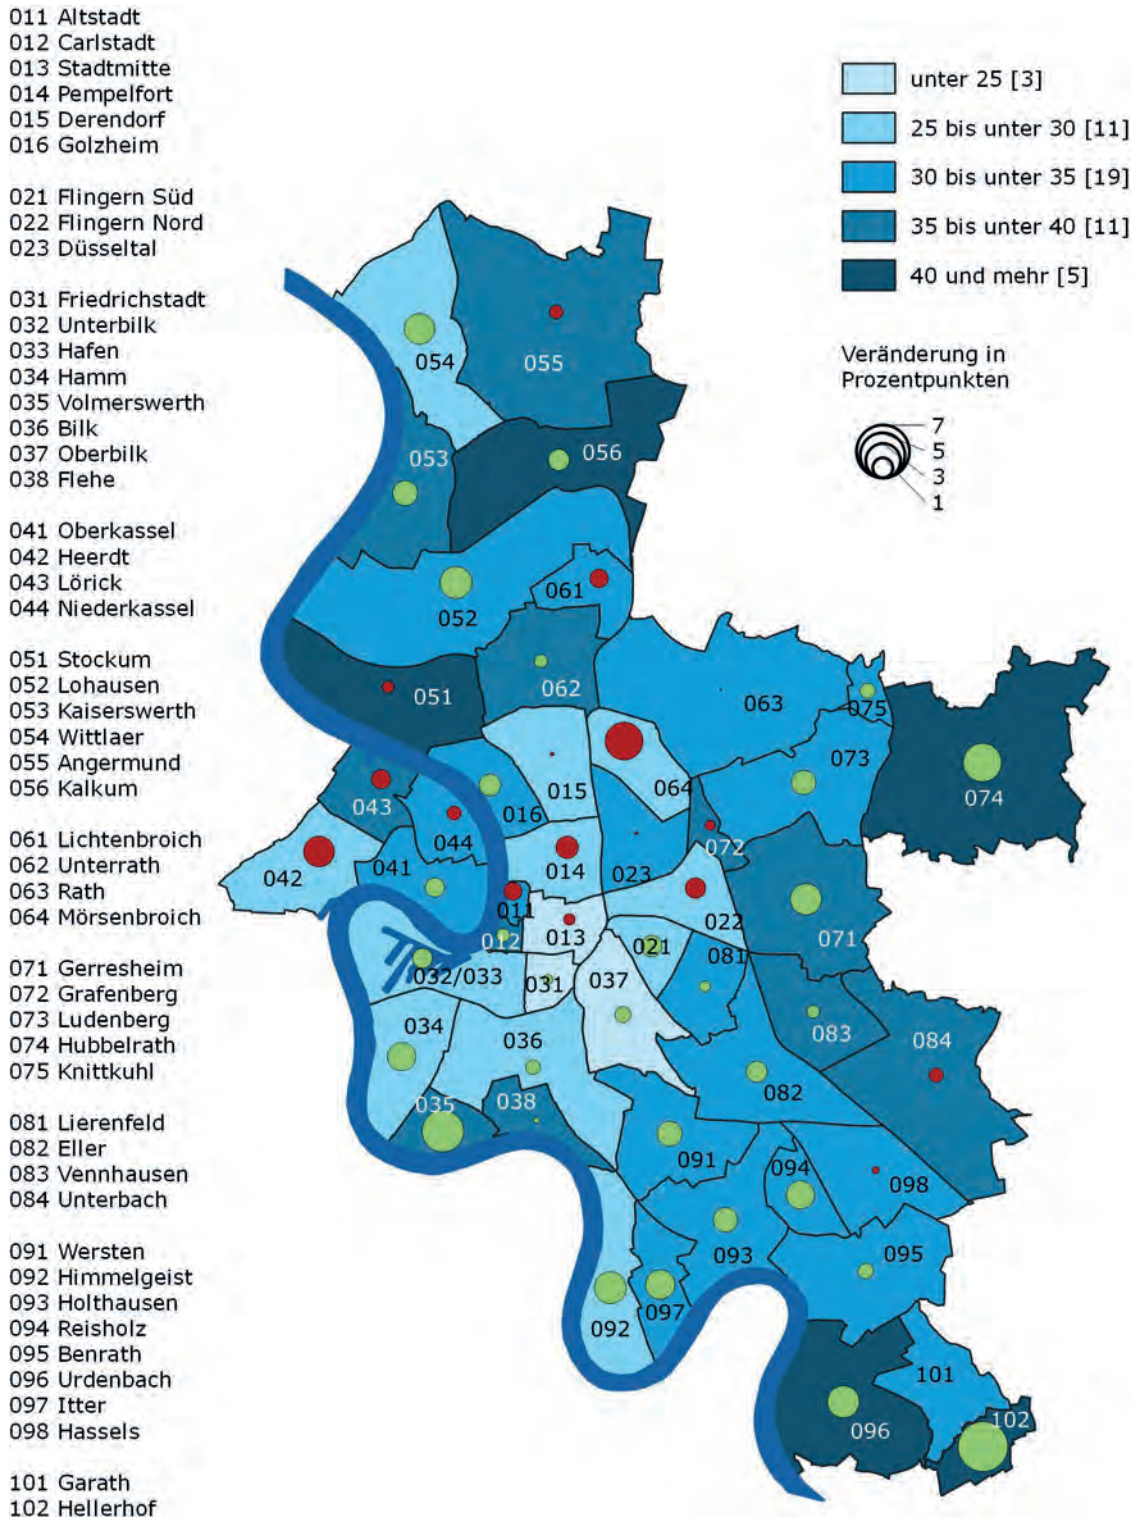 011 Altstadt
012 Carlstadt
013 Stadtmitte
014 Pempelfort
015 Derendorf
016 Golzheim
021 Flingern Süd
022 Flingern Nord
023 Düsseltal
031 Friedrichstadt
032 Unterbilk
033 Hafen
034 Hamm
035 Volmerswerth
036 Bilk
037 Oberbilk
038 Flehe
041 Oberkassel
042 Heerdt
043 Lörick
044 Niederkassel
051 Stockum
052 Lohausen
053 Kaiserswerth
054 Wittlaer
055 Angermund
056 Kalkum
061 Lichtenbroich
062 Unterrath
063 Rath
064 Mörsenbroich
071 Gerresheim
072 Grafenberg
073 Ludenberg
074 Hubbelrath
075 Knittkuhl
081 Lierenfeld
082 Eller
083 Vennhausen
084 Unterbach
091 Wersten
092 Himmelgeist
093 Holthausen
094 Reisholz
095 Benrath
096 Urdenbach
097 Itter
098 Hassels
101 Garath
102 Hellerhof
unter 25 [3]
25 bis unter 30 [11]
30 bis unter 35 [19]
35 bis unter 40 [11]
40 und mehr [5]
Veränderung in
Prozentpunkten
7
5
3
1
054
055
053
056
052
061
062
051
063
075
073
074
064
015
016
043
044
041
042
014
023
072
011
022
071
012
013
021
081
032/033
031
037
083
084
034
036
082
035
038
091
094
098
093
095
092
097
101
096
102